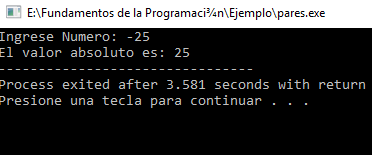 E:\Fundamentos de la Programaci¾n\Ejemplo\pares.exe
Ingrese Numero: -25
El valor absoluto es: 25
--------------------------------
Process exited after 3.581 seconds with return
Presione una tecla para continuar . . .